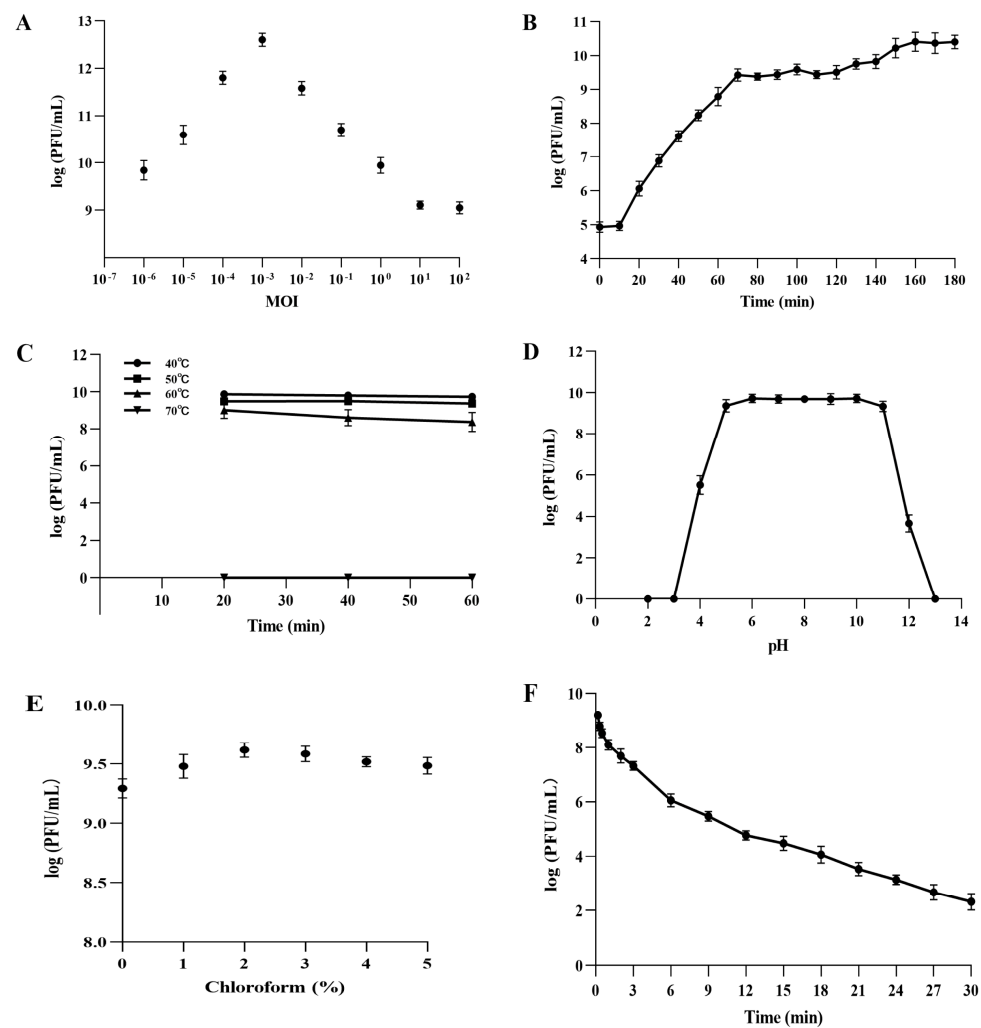 A
log (PFU/mL)
13
12
11
10
9
10⁻⁷ 10⁻⁶ 10⁻⁵ 10⁻⁴ 10⁻³ 10⁻² 10⁻¹ 10⁰ 10¹ 10²
MOI
B
log (PFU/mL)
11
10
9
8
7
6
5
4
0 20 40 60 80 100 120 140 160 180
Time (min)
C
log (PFU/mL)
40℃
50℃
60℃
70℃
12
10
8
6
4
2
0
10 20 30 40 50 60
Time (min)
D
log (PFU/mL)
12
10
8
6
4
2
0
0 2 4 6 8 10 12 14
pH
E
log (PFU/mL)
10.0
9.5
9.0
8.5
8.0
0 1 2 3 4 5
Chloroform (%)
F
log (PFU/mL)
10
8
6
4
2
0
0 3 6 9 12 15 18 21 24 27 30
Time (min)